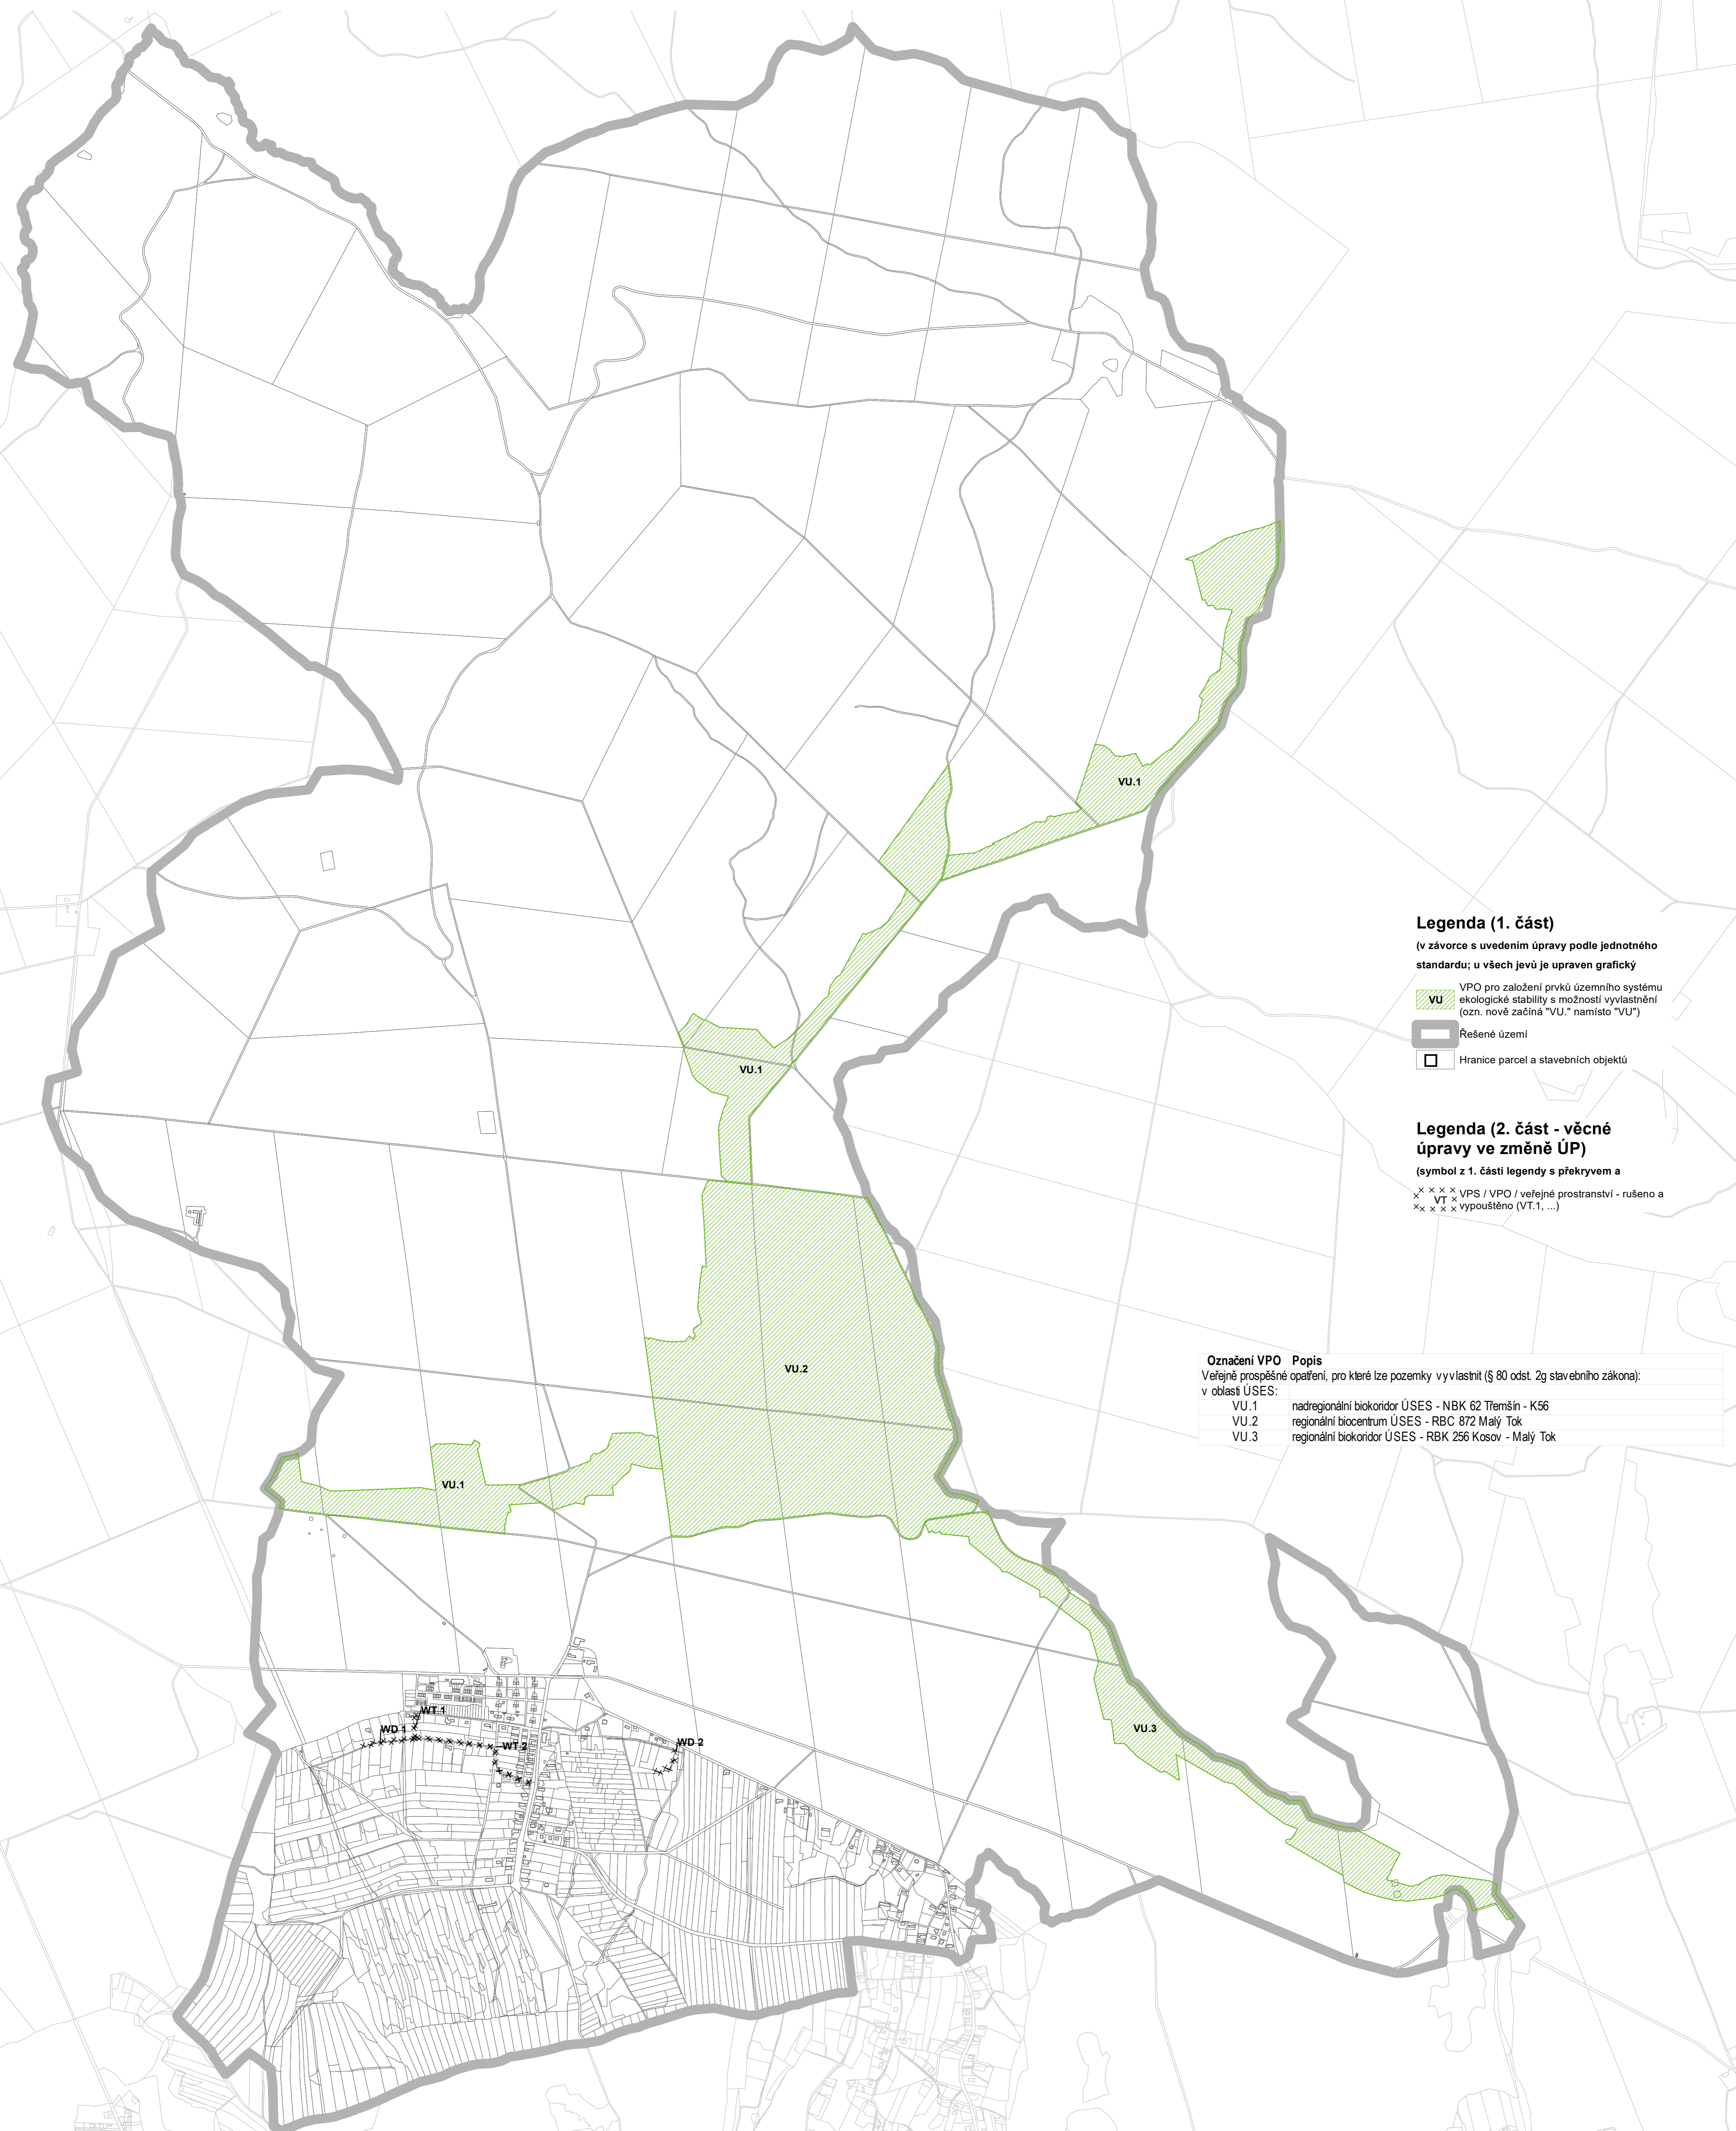 VU.1
Legenda (1. část)
(v závorce s uvedením úpravy podle jednotného
standardu; u všech jevů je upraven grafický
VU
VPO pro založení prvků územního systému
ekologické stability s možností vyvlastnění
(ozn. nově začíná "VU." namísto "VU")
Řešené území
Hranice parcel a stavebních objektů
VU.1
Legenda (2. část - věcné
úpravy ve změně ÚP)
(symbol z 1. části legendy s překryvem a
VT
VPS / VPO / veřejné prostranství - rušeno a
vypouštěno (VT.1, ...)
VU.2
Označení VPO Popis
Veřejně prospěšné opatření, pro které lze pozemky vyvlastnit (§ 80 odst. 2g stavebního zákona):
v oblasti ÚSES:
VU.1 nadregionální biokoridor ÚSES - NBK 62 Třemšín - K56
VU.2 regionální biocentrum ÚSES - RBC 872 Malý Tok
VU.3 regionální biokoridor ÚSES - RBK 256 Kosov - Malý Tok
VU.1
WT 1
WD 1
VU.3
WT 2
WD 2